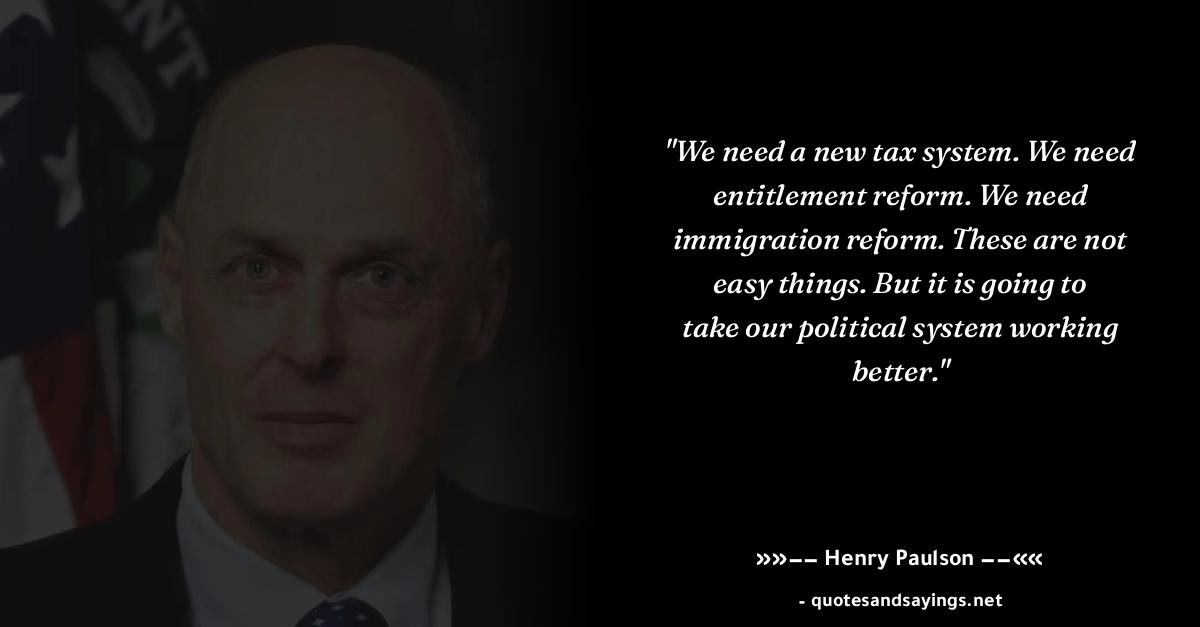 ENT
"We need a new tax system. We need
entitlement reform. We need
immigration reform. These are not
easy things. But it is going to
take our political system working
better."
»»−− Henry Paulson −−««
- quotesandsayings.net